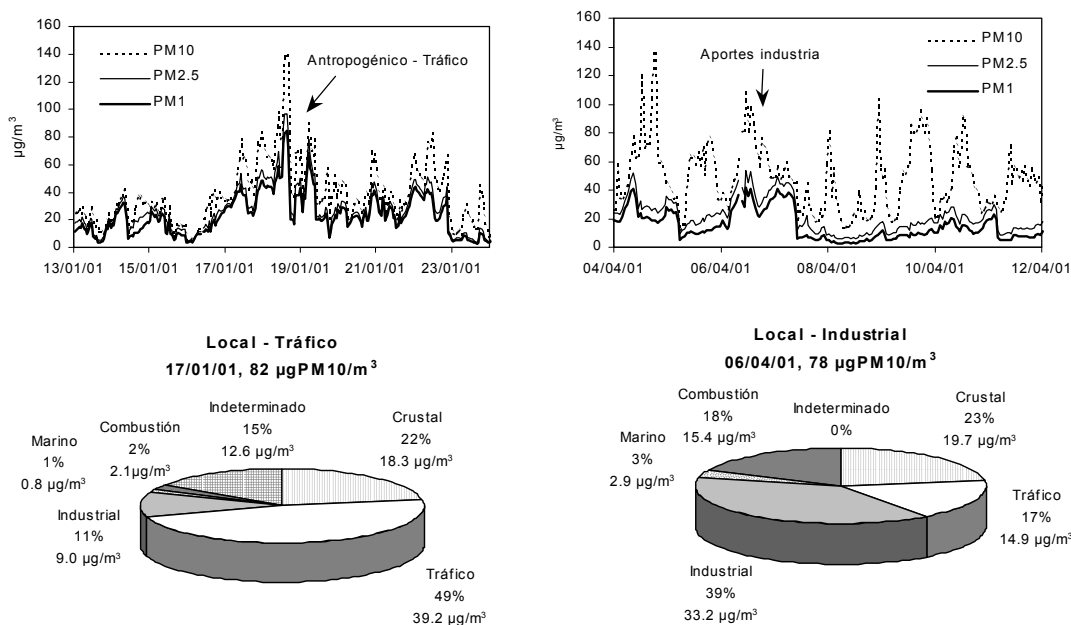 160
140
120
100
80
60
40
20
0
µg/m³
PM10
PM2.5
PM1
Antropogénico - Tráfico
13/01/01 15/01/01 17/01/01 19/01/01 21/01/01 23/01/01
160
140
120
100
80
60
40
20
0
µg/m³
Aportes industria
PM10
PM2.5
PM1
04/04/01 06/04/01 08/04/01 10/04/01 12/04/01
Local - Tráfico
17/01/01, 82 µgPM10/m³
Indeterminado
15%
12.6 µg/m³
Crustal
22%
18.3 µg/m³
Combustión
2%
2.1µg/m³
Marino
1%
0.8 µg/m³
Industrial
11%
9.0 µg/m³
Tráfico
49%
39.2 µg/m³
Local - Industrial
06/04/01, 78 µgPM10/m³
Combustión
18%
15.4 µg/m³
Indeterminado
0%
Crustal
23%
19.7 µg/m³
Marino
3%
2.9 µg/m³
Tráfico
17%
14.9 µg/m³
Industrial
39%
33.2 µg/m³